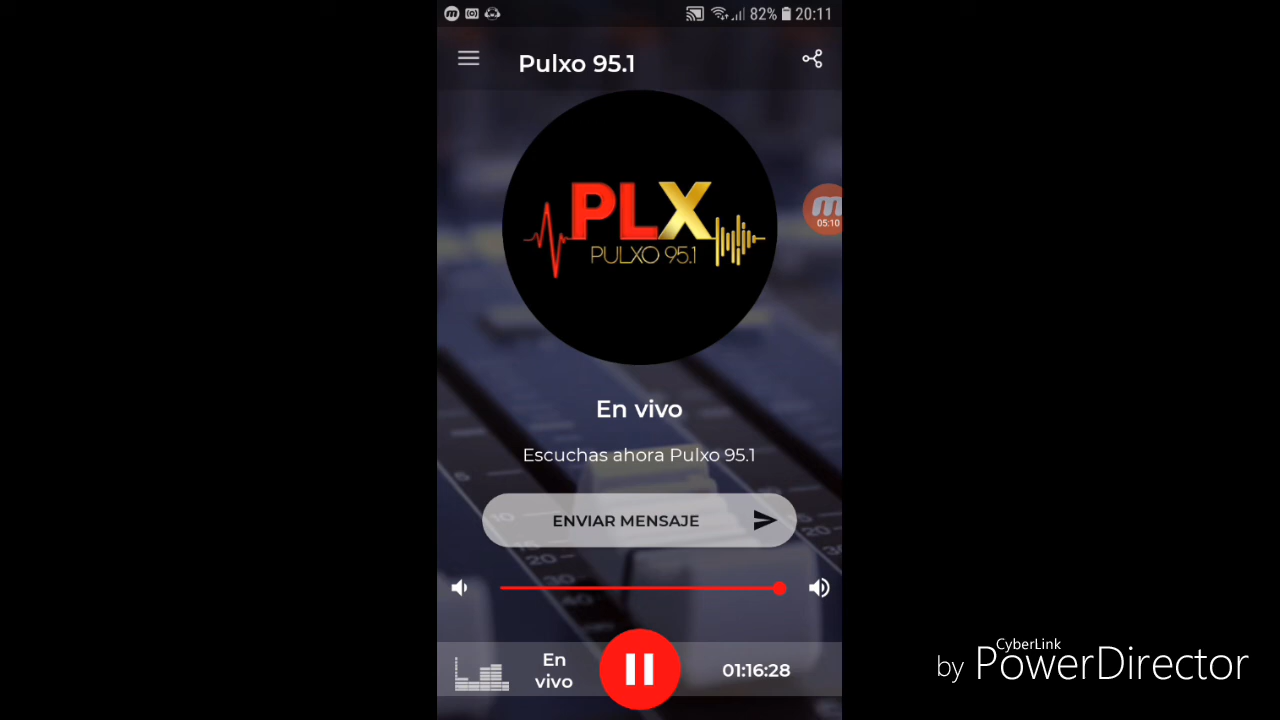 82% 20:11
Pulxo 95.1
PLX
PULXO 95.1
m
05:10
En vivo
Escuchas ahora Pulxo 95.1
ENVIAR MENSAJE
En
vivo
01:16:28
CyberLink
by PowerDirector